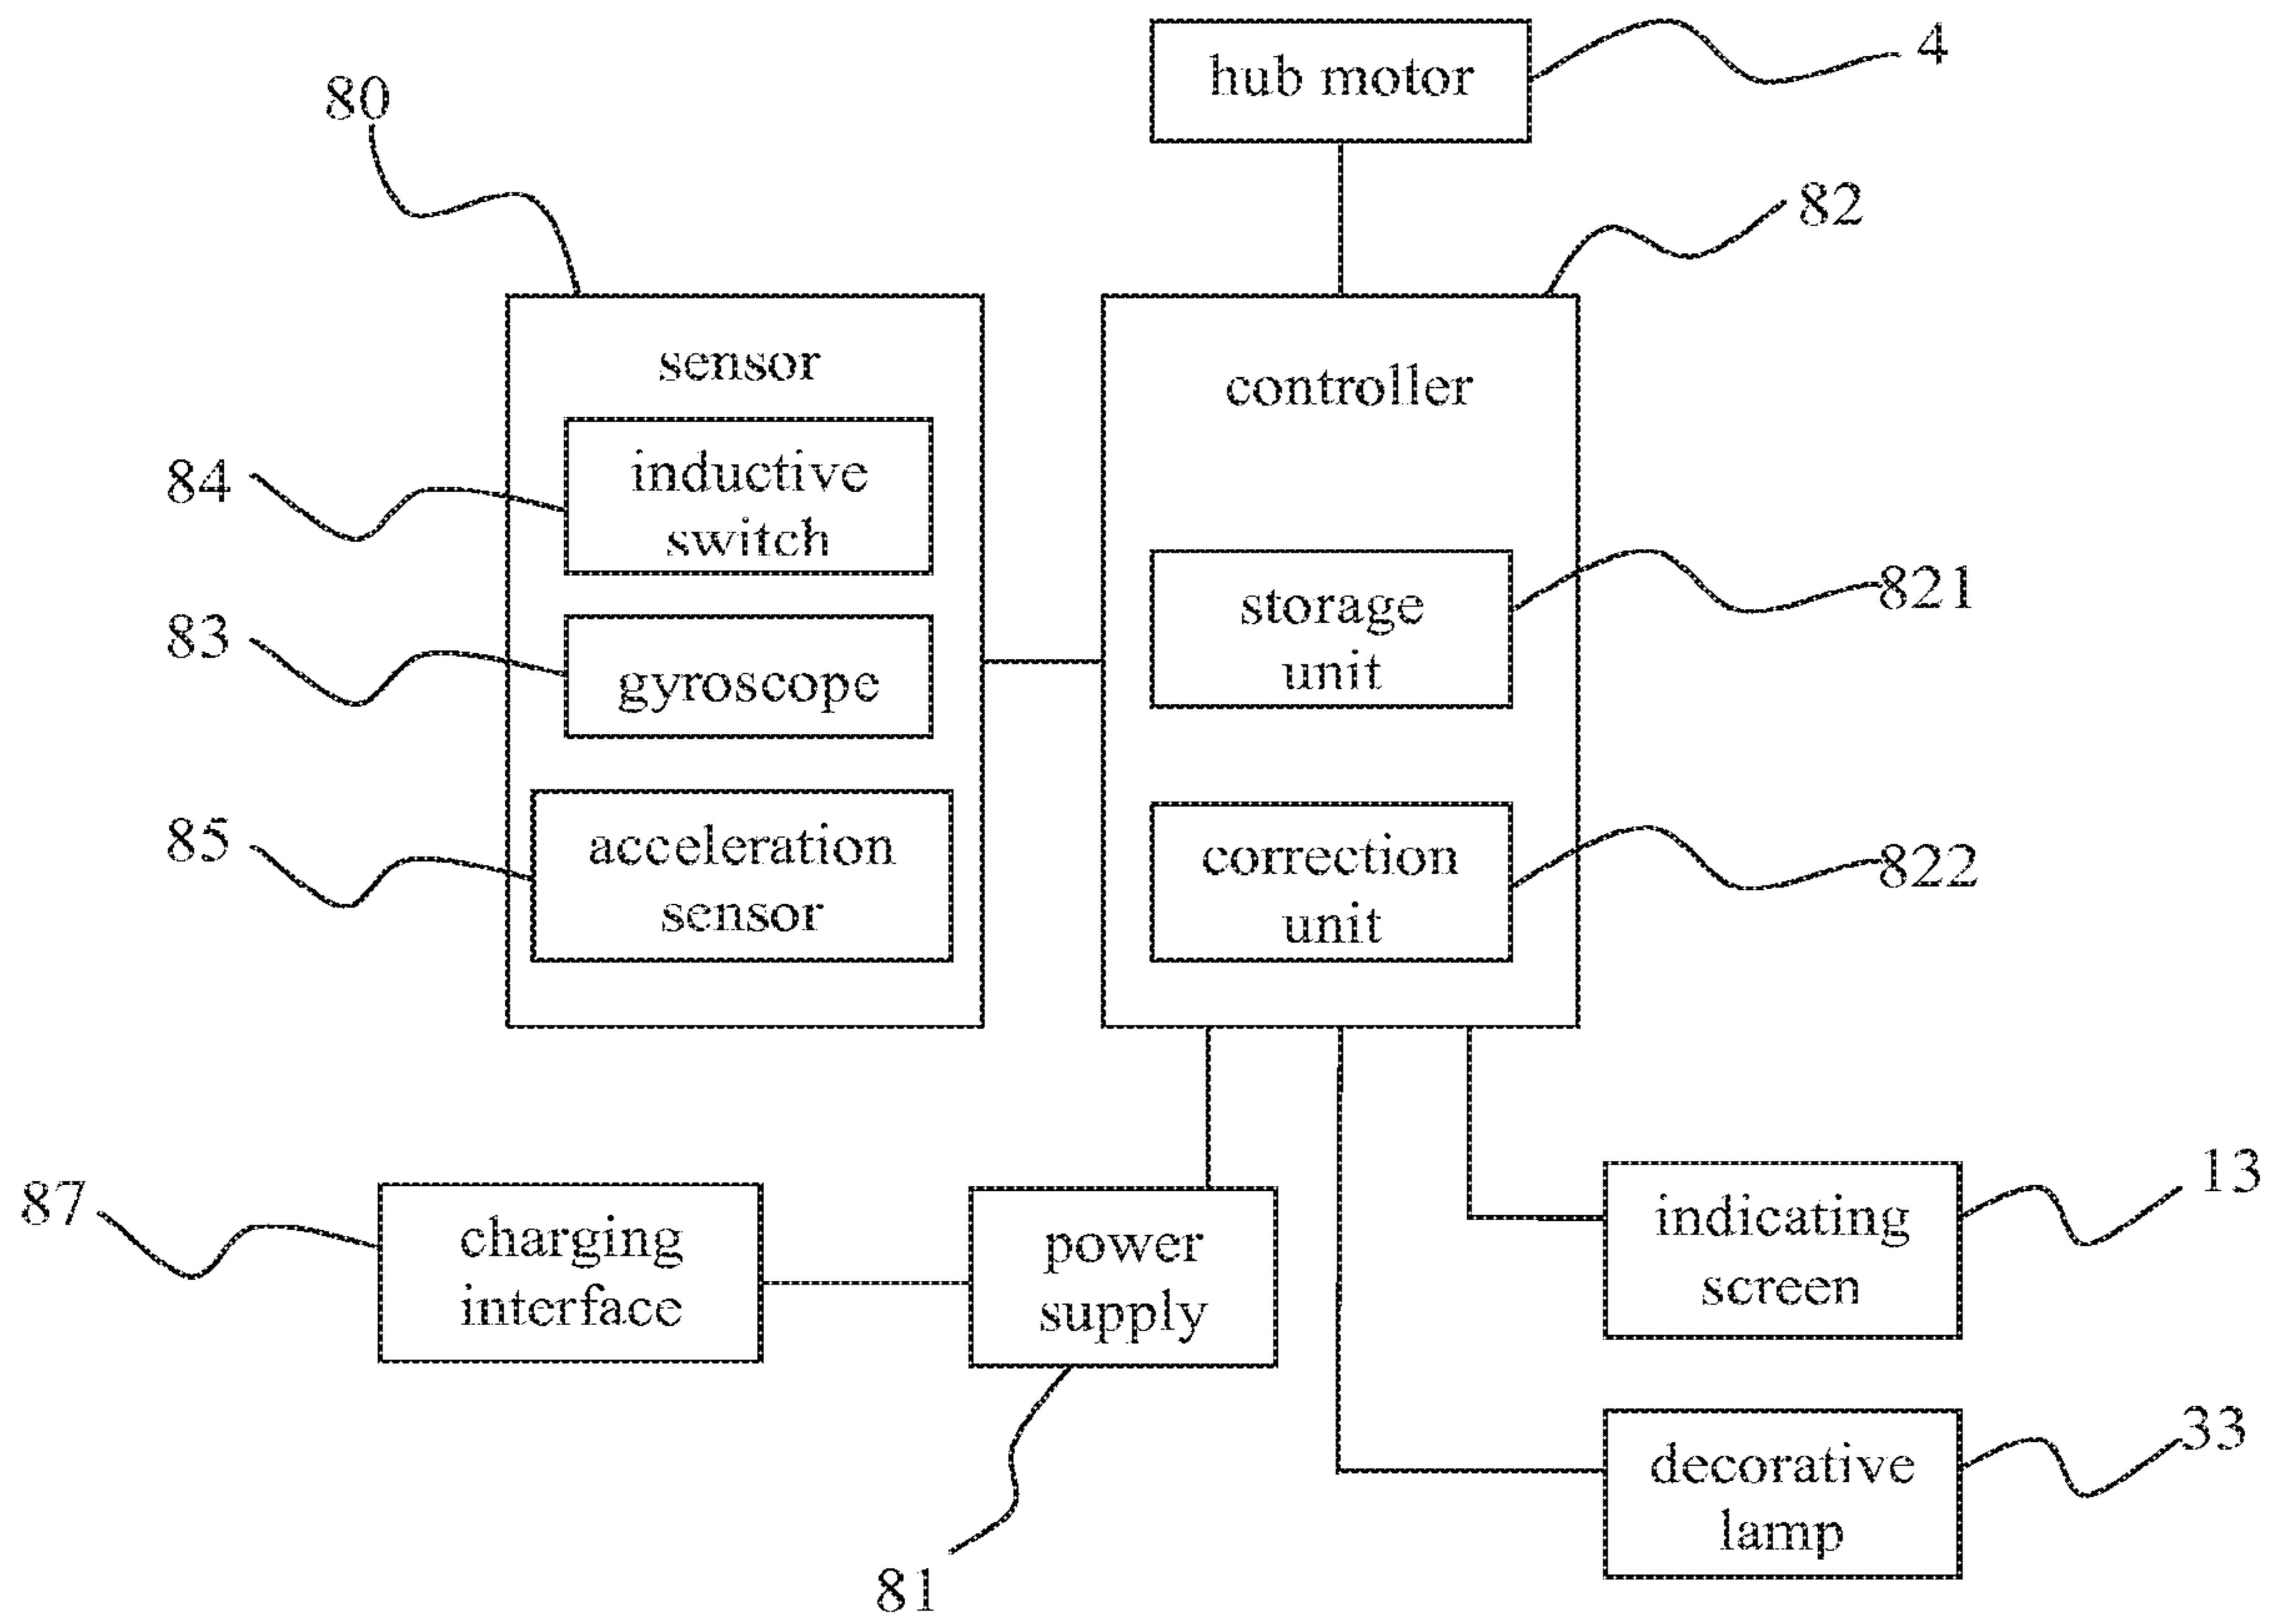 hub motor
4
80
82
sensor
controller
84
inductive
switch
storage
unit
821
83
gyroscope
85
acceleration
sensor
correction
unit
822
87
charging
interface
power
supply
indicating
screen
13
decorative
lamp
33
81